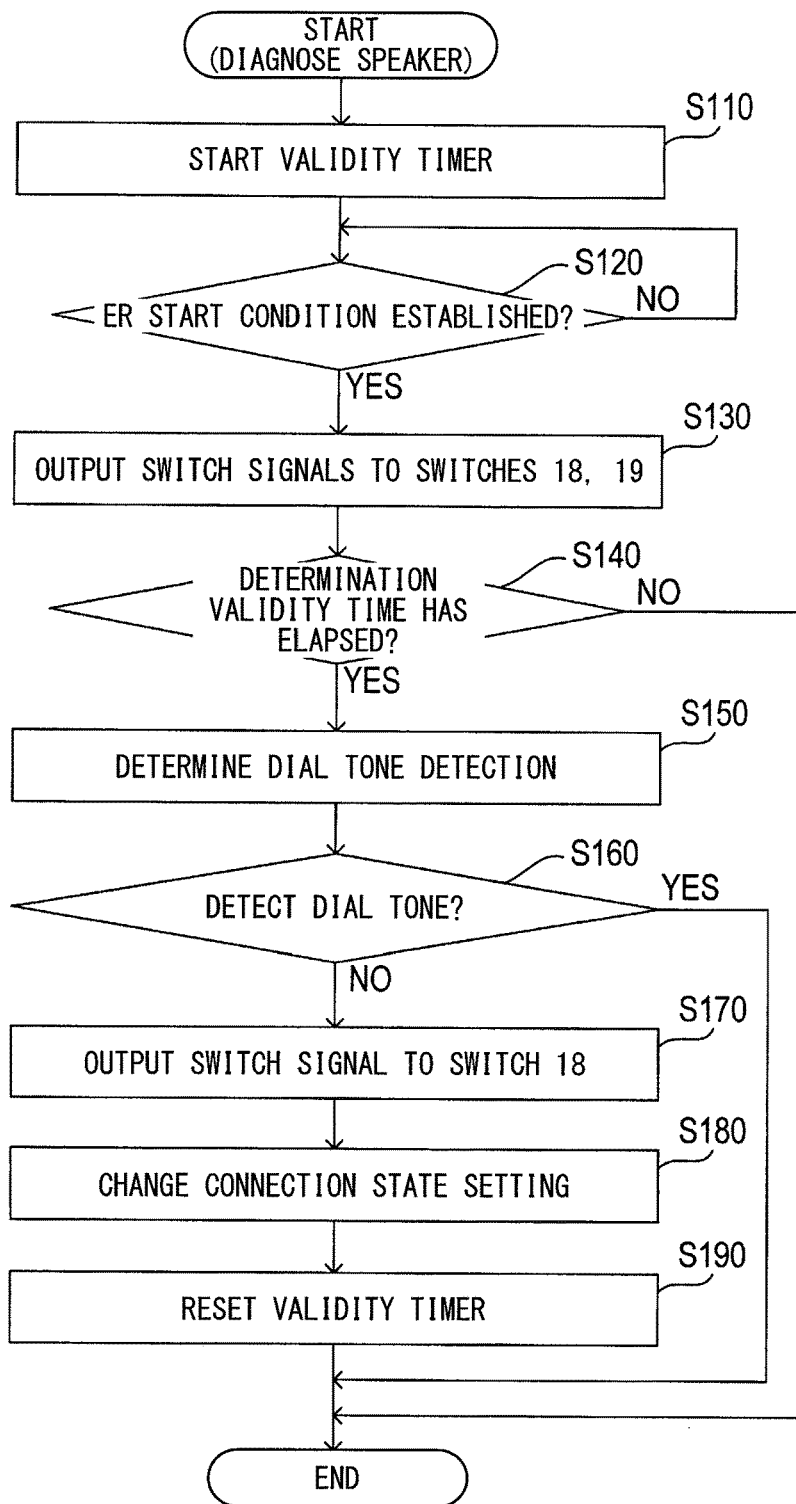 START
(DIAGNOSE SPEAKER)
S110
START VALIDITY TIMER
S120
ER START CONDITION ESTABLISHED?
NO
YES
S130
OUTPUT SWITCH SIGNALS TO SWITCHES 18, 19
S140
DETERMINATION
VALIDITY TIME HAS
ELAPSED?
NO
YES
S150
DETERMINE DIAL TONE DETECTION
S160
DETECT DIAL TONE?
YES
NO
S170
OUTPUT SWITCH SIGNAL TO SWITCH 18
S180
CHANGE CONNECTION STATE SETTING
S190
RESET VALIDITY TIMER
END